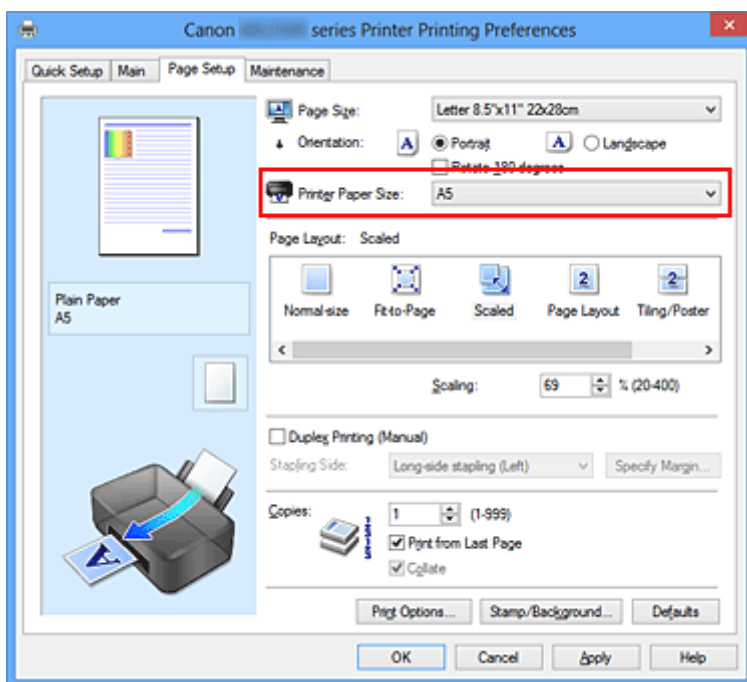 Canon series Printer Printing Preferences
Quick Setup Main Page Setup Maintenance
Page Size: Letter 8.5"x11" 22x28cm
Orientation: A Portrait A Landscape
Rotate 180 degrees
Printer Paper Size: A5
Page Layout: Scaled
Normal-size Fit-to-Page Scaled Page Layout Tiling/Poster
Plain Paper
A5
Scaling: 69 % (20-400)
Duplex Printing (Manual)
Stapling Side: Long-side stapling (Left) Specify Margin...
Copies: 1 (1-999)
Print from Last Page
Collate
Print Options... Stamp/Background... Defaults
OK Cancel Apply Help